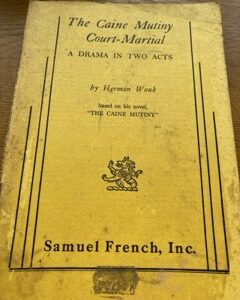 The Caine Mutiny
Court-Martial
A DRAMA IN TWO ACTS
by Herman Wouk
based on his novel,
"THE CAINE MUTINY"
Samuel French, Inc.